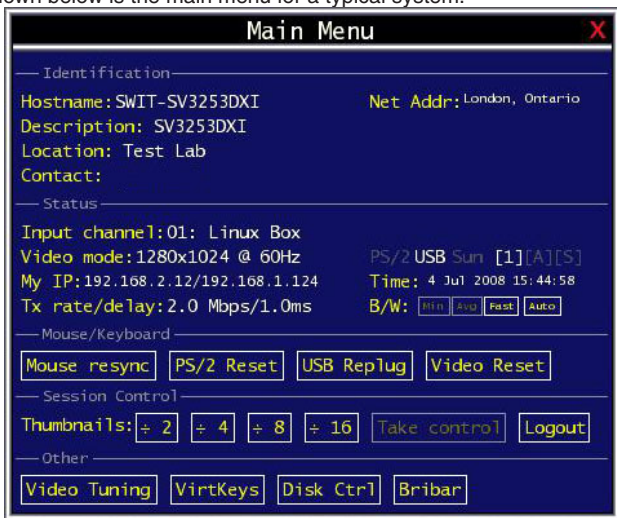 own below is the main menu for a typical system.
Main Menu X
Identification
Hostname: SWIT-SV3253DXI Net Addr: London, Ontario
Description: SV3253DXI
Location: Test Lab
Contact:
Status
Input channel:01: Linux Box
Video mode:1280x1024 @ 60Hz PS/2 USB Sun [1][A][S]
My IP:192.168.2.12/192.168.1.124 Time: 4 Jul 2008 15:44:58
Tx rate/delay:2.0 Mbps/1.0ms B/W: Min Avg Fast Auto
Mouse/Keyboard
Mouse resync PS/2 Reset USB Replug Video Reset
Session Control
Thumbnails: ÷ 2 ÷ 4 ÷ 8 ÷ 16 Take control Logout
Other
Video Tuning VirtKeys Disk Ctrl Bribar